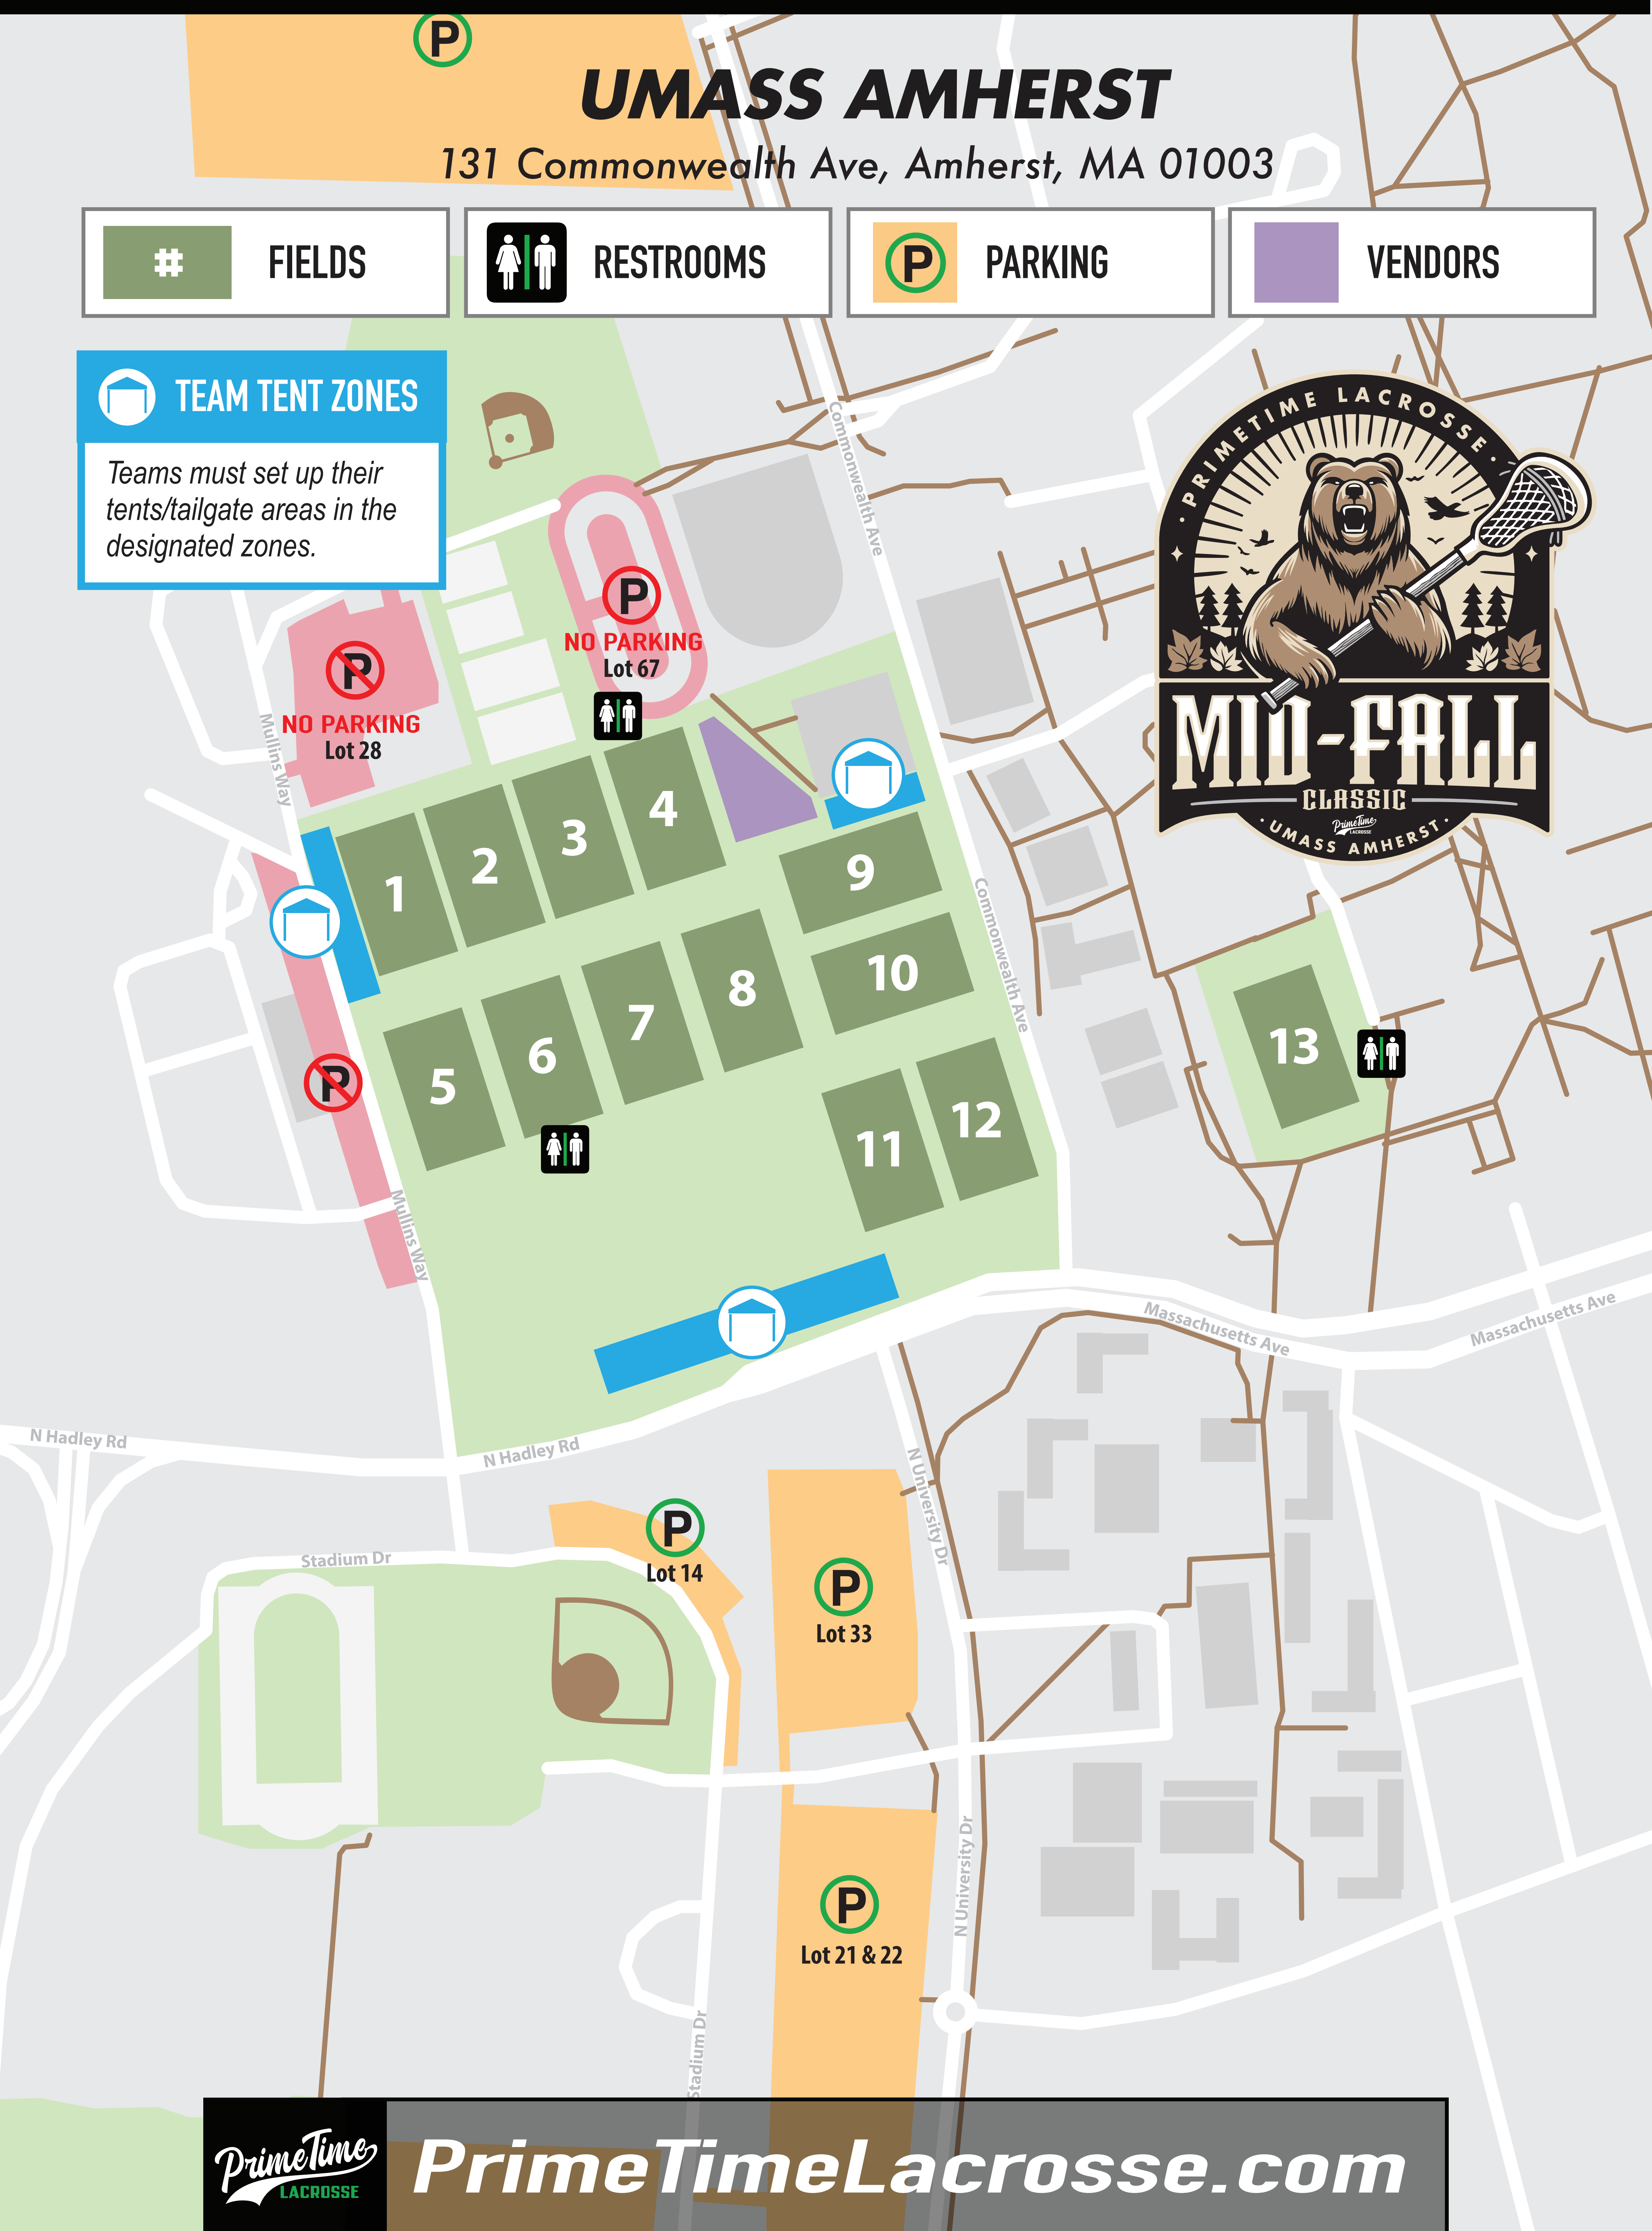 P
UMASS AMHERST
131 Commonwealth Ave, Amherst, MA 01003
# FIELDS
RESTROOMS
P PARKING
VENDORS
TEAM TENT ZONES
Teams must set up their
tents/tailgate areas in the
designated zones.
· PRIMETIME LACROSSE ·
MID-FALL
CLASSIC
PrimeTime
LACROSSE
· UMASS AMHERST ·
Commonwealth Ave
P
NO PARKING
Lot 67
P
NO PARKING
Lot 28
Mullins Way
1
2
3
4
9
10
Commonwealth Ave
5
6
7
8
11
12
13
P
Mullins Way
Massachusetts Ave
Massachusetts Ave
N Hadley Rd
N Hadley Rd
N University Dr
Stadium Dr
P
Lot 14
P
Lot 33
P
Lot 21 & 22
N University Dr
Stadium Dr
PrimeTime
LACROSSE
PrimeTimeLacrosse.com